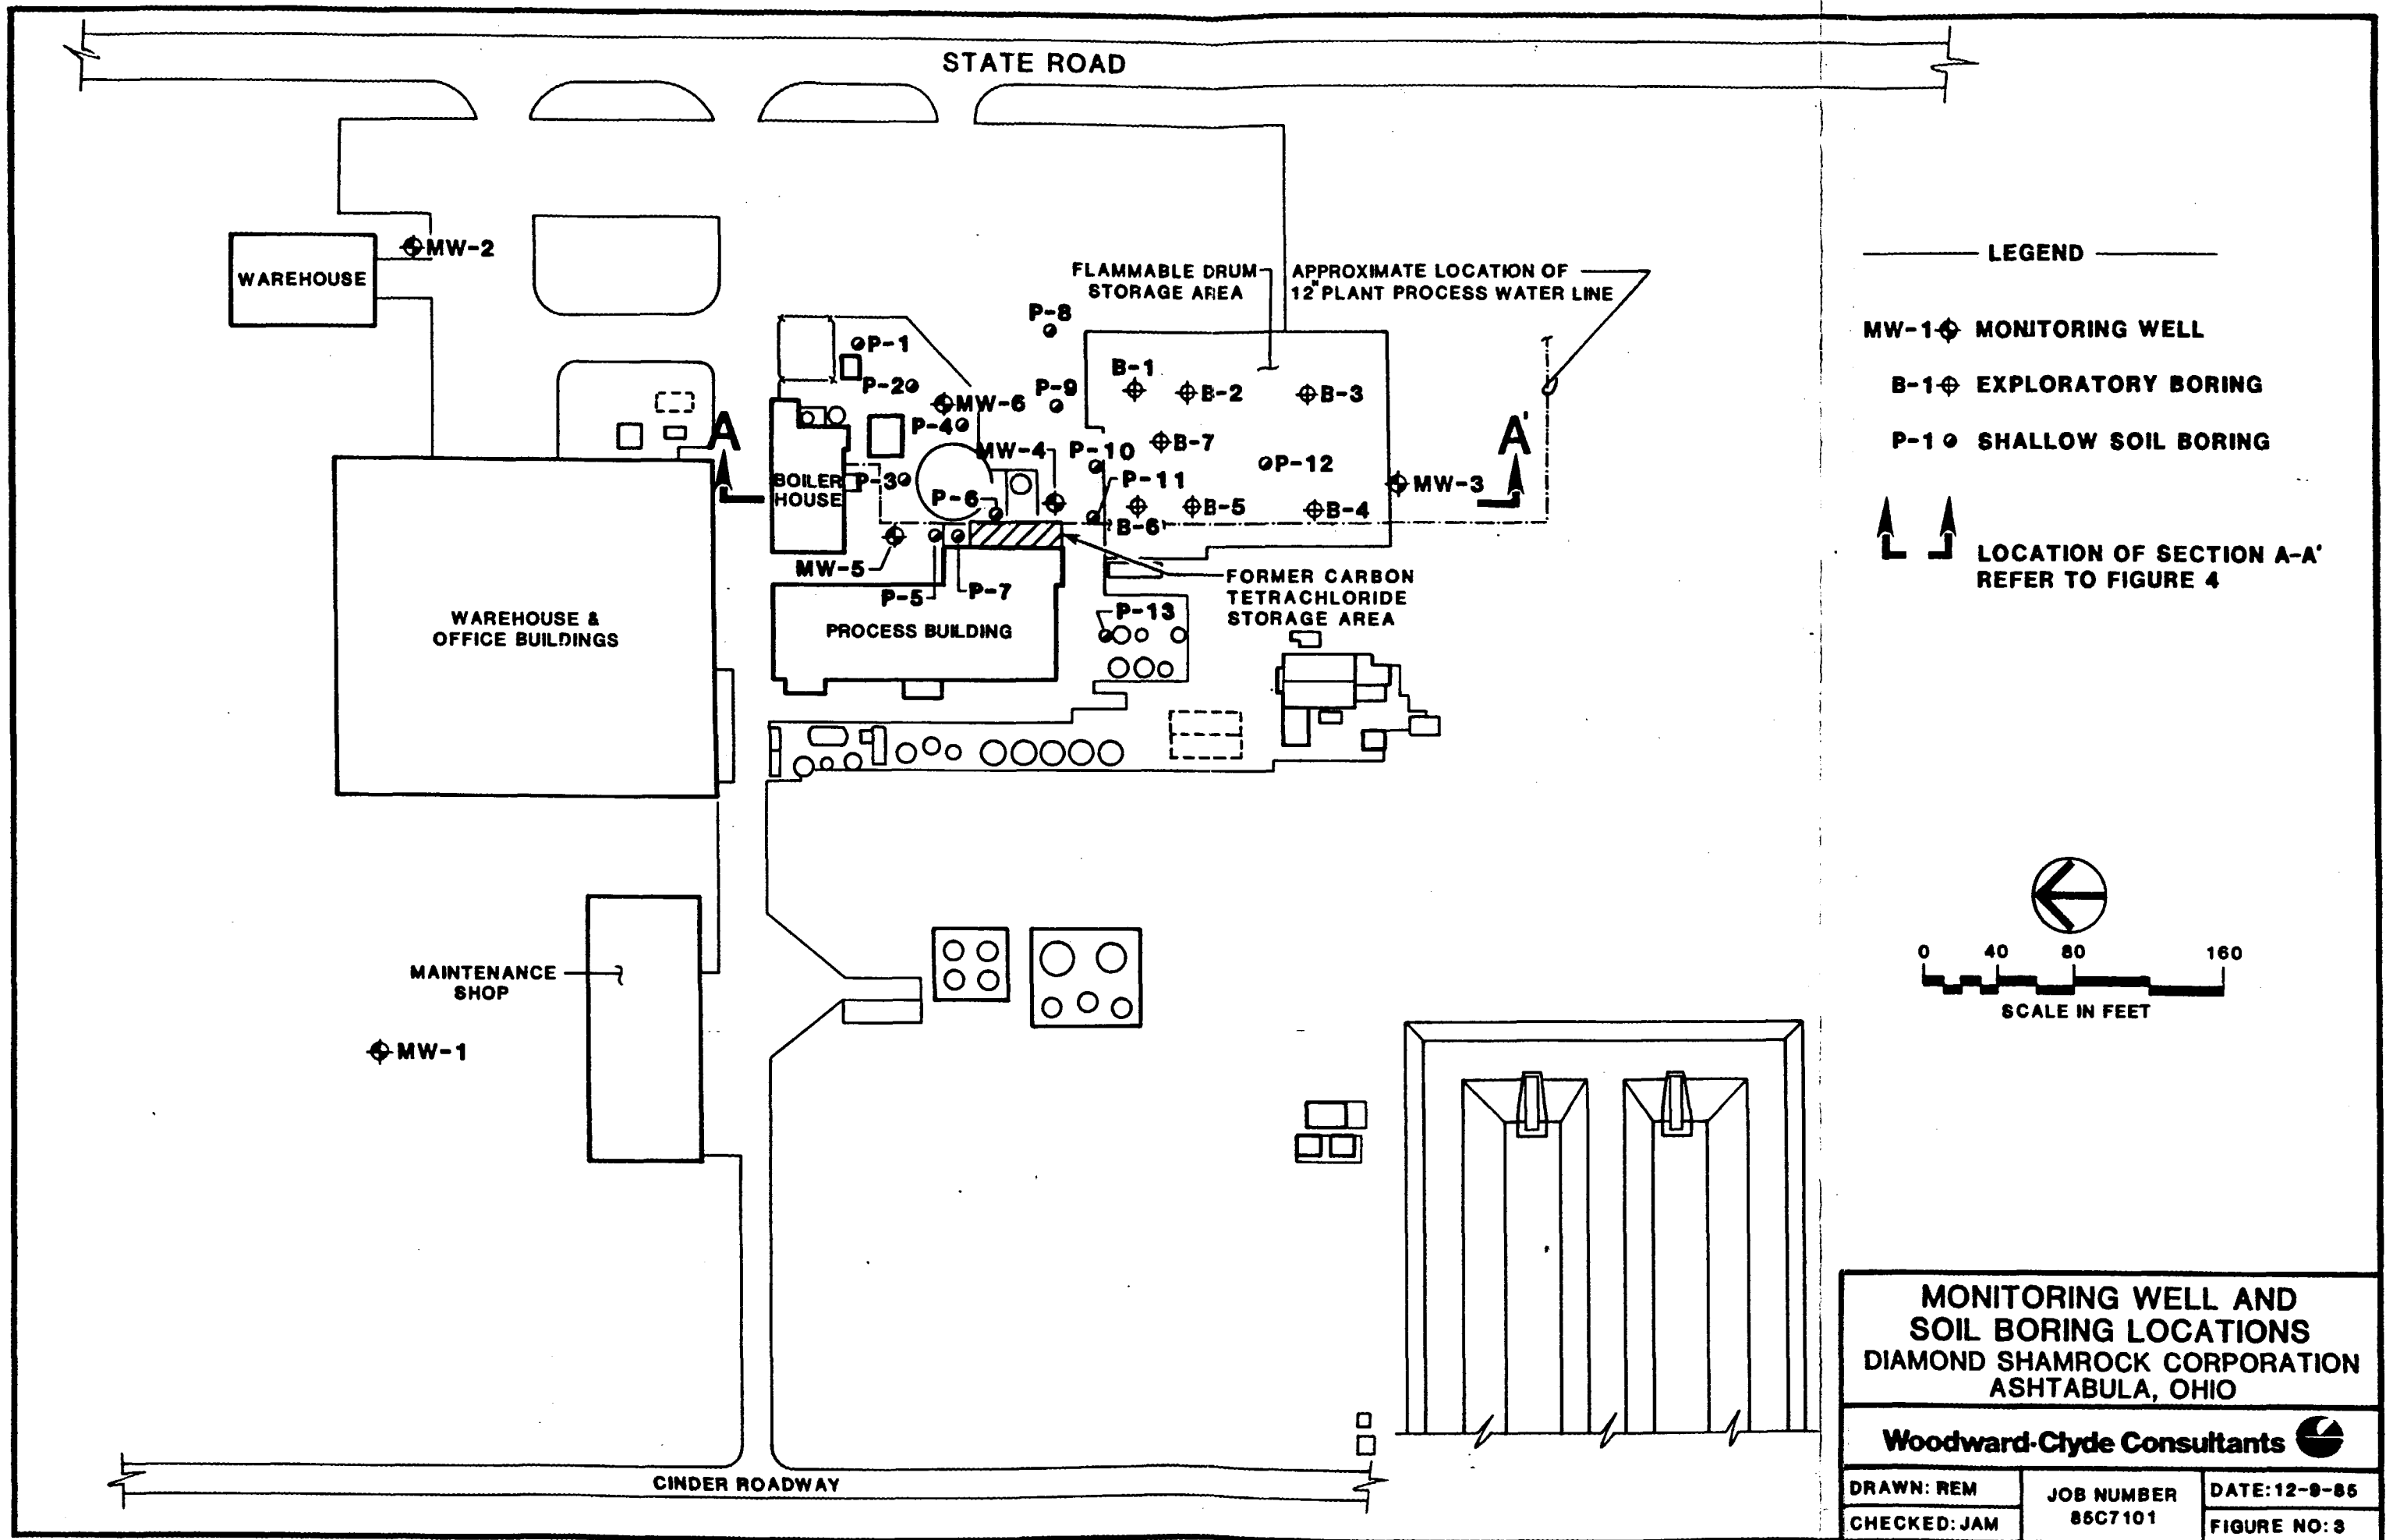 STATE ROAD
MW-2
WAREHOUSE
FLAMMABLE DRUM
STORAGE AREA
APPROXIMATE LOCATION OF
12" PLANT PROCESS WATER LINE
LEGEND
MW-1 MONITORING WELL
B-1 EXPLORATORY BORING
P-1 SHALLOW SOIL BORING
LOCATION OF SECTION A-A'
REFER TO FIGURE 4
P-8
P-1
B-1
P-2
P-9
B-2
B-3
MW-6
A
P-4
A'
MW-4
B-7
P-10
P-12
BOILER
HOUSE
P-3
P-11
MW-3
P-6
B-5
B-4
B-6
MW-5
P-5
P-7
FORMER CARBON
TETRACHLORIDE
STORAGE AREA
P-13
WAREHOUSE &
OFFICE BUILDINGS
PROCESS BUILDING
MAINTENANCE
SHOP
MW-1
0 40 80 160
SCALE IN FEET
CINDER ROADWAY
MONITORING WELL AND
SOIL BORING LOCATIONS
DIAMOND SHAMROCK CORPORATION
ASHTABULA, OHIO
Woodward-Clyde Consultants
DRAWN: REM
CHECKED: JAM
JOB NUMBER
85C7101
DATE: 12-9-85
FIGURE NO: 3